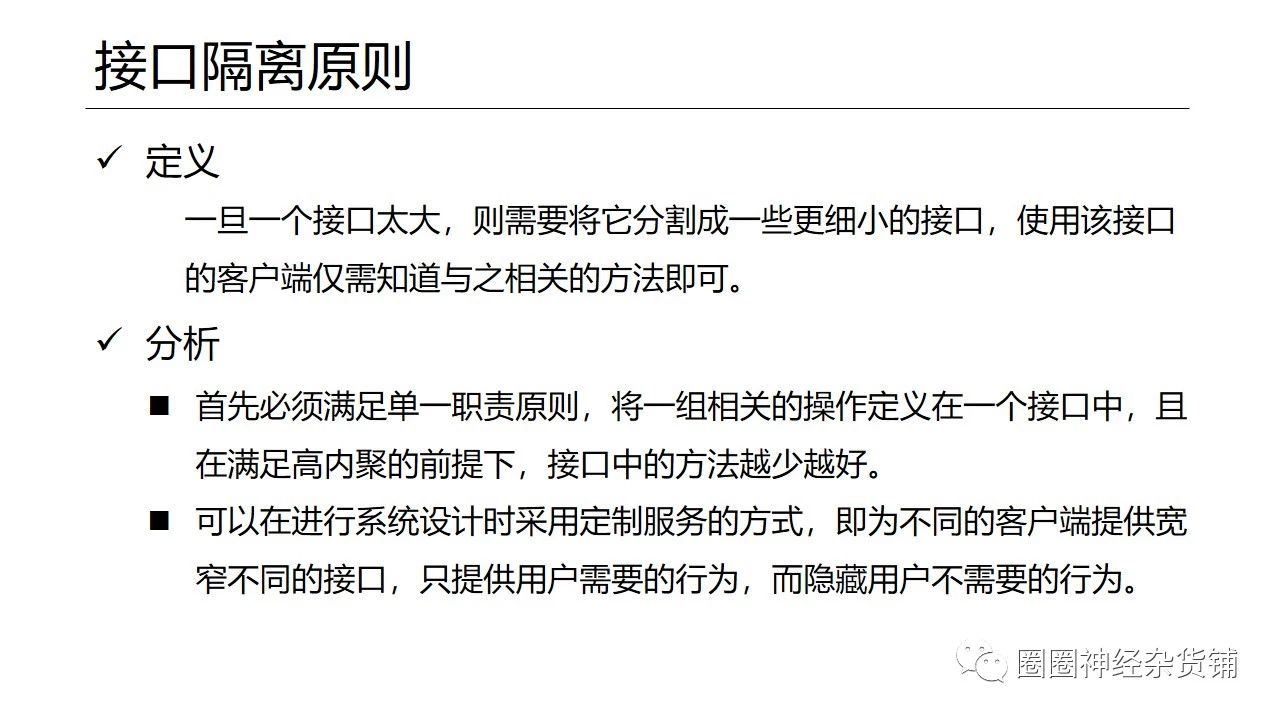 接口隔离原则
✓ 定义
一旦一个接口太大，则需要将它分割成一些更细小的接口，使用该接口
的客户端仅需知道与之相关的方法即可。
✓ 分析
■ 首先必须满足单一职责原则，将一组相关的操作定义在一个接口中，且
在满足高内聚的前提下，接口中的方法越少越好。
■ 可以在进行系统设计时采用定制服务的方式，即为不同的客户端提供宽
窄不同的接口，只提供用户需要的行为，而隐藏用户不需要的行为。
圈圈神经杂货铺